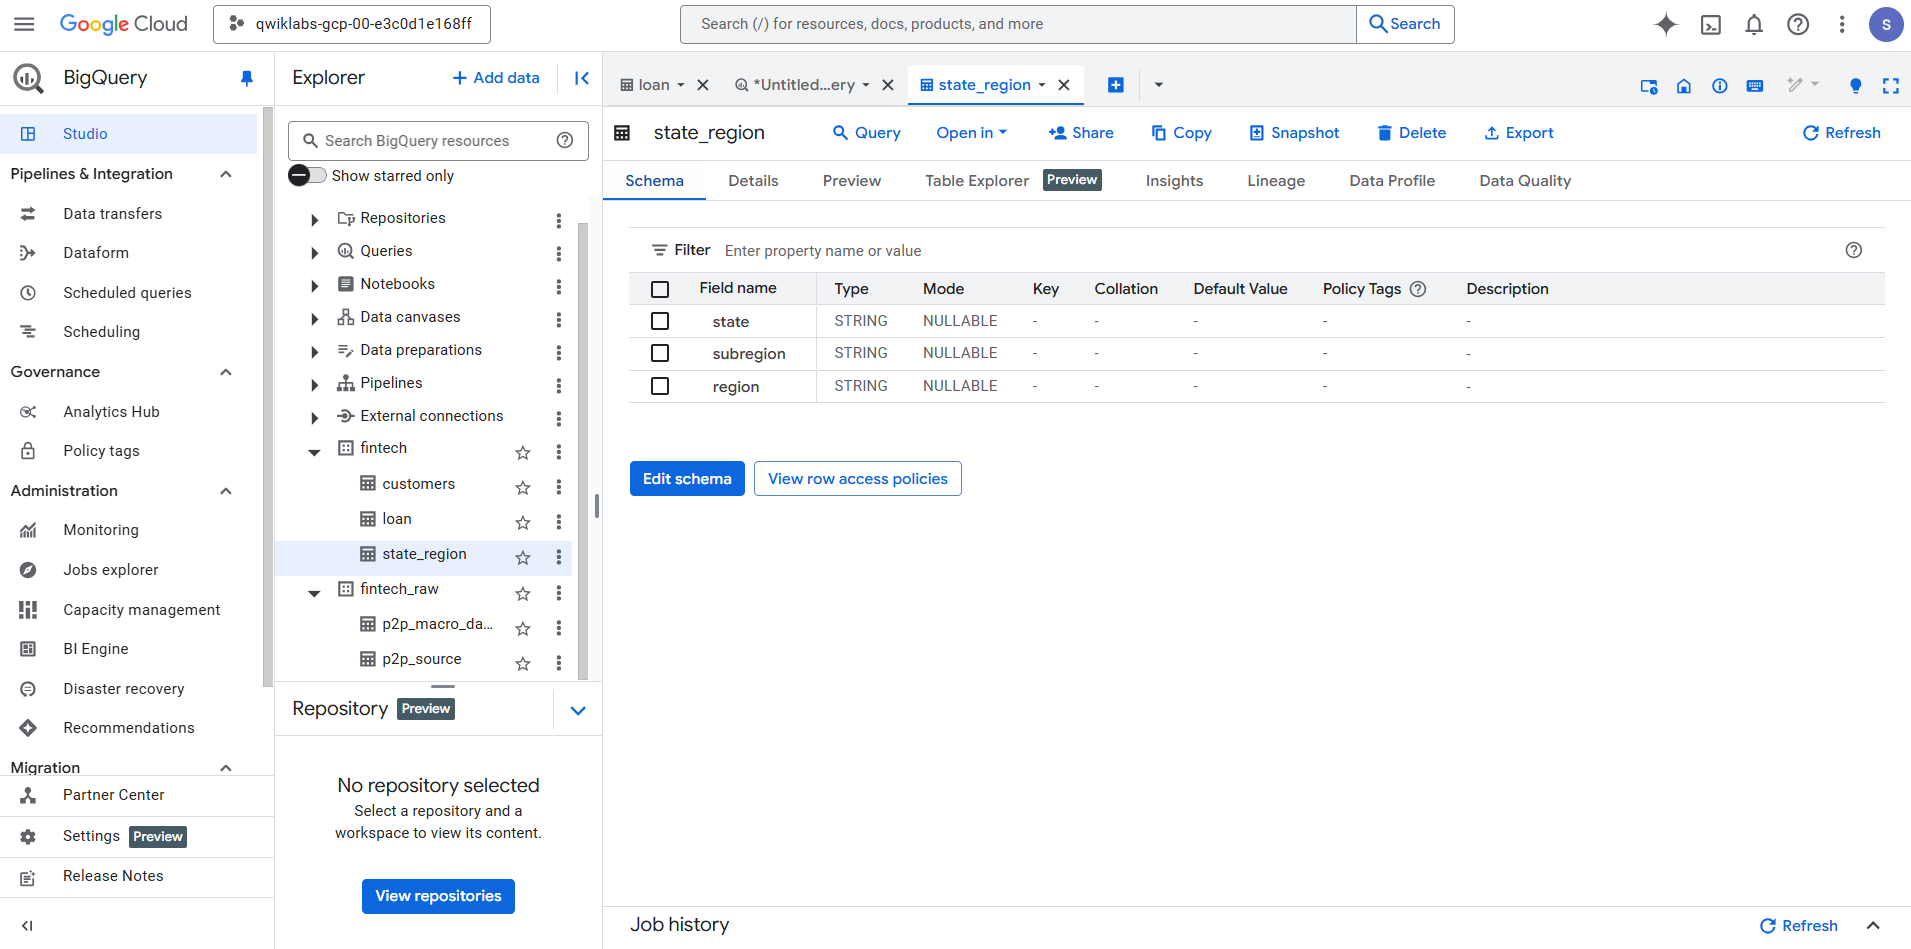 Google Cloud
qwiklabs-gcp-00-e3c0d1e168ff
Search (/) for resources, docs, products, and more
Search
S
BigQuery
Studio
Pipelines & Integration
Data transfers
Dataform
Scheduled queries
Scheduling
Governance
Analytics Hub
Policy tags
Administration
Monitoring
Jobs explorer
Capacity management
BI Engine
Disaster recovery
Recommendations
Migration
Partner Center
Settings Preview
Release Notes
Explorer
Add data
Search BigQuery resources
Show starred only
Repositories
Queries
Notebooks
Data canvases
Data preparations
Pipelines
External connections
fintech
customers
loan
state_region
fintech_raw
p2p_macro_da...
p2p_source
Repository Preview
No repository selected
Select a repository and a
workspace to view its content.
View repositories
loan
*Untitled...ery
state_region
state_region
Query
Open in
Share
Copy
Snapshot
Delete
Export
Refresh
Schema
Details
Preview
Table Explorer Preview
Insights
Lineage
Data Profile
Data Quality
Filter Enter property name or value
Field name Type Mode Key Collation Default Value Policy Tags Description
state STRING NULLABLE - - - - -
subregion STRING NULLABLE - - - - -
region STRING NULLABLE - - - - -
Edit schema
View row access policies
Job history
Refresh